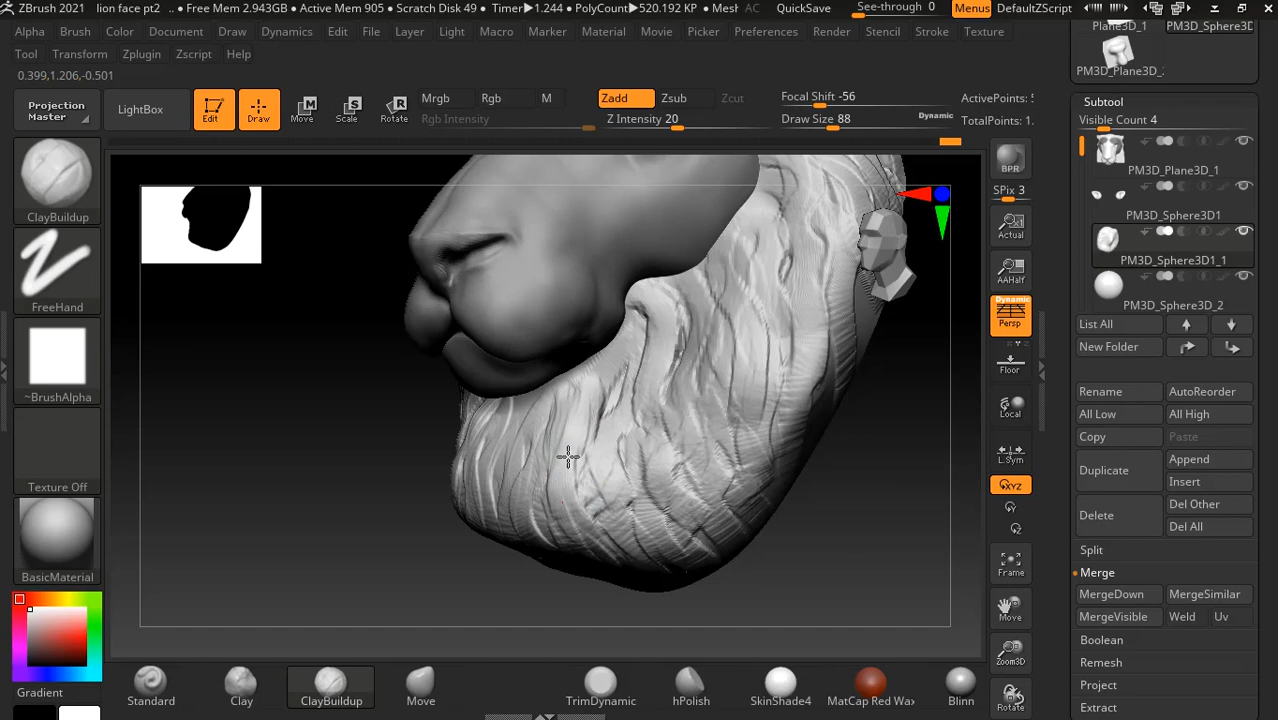 ZBrush 2021 lion face pt2 • Free Mem 2.943GB • Active Mem 905 • Scratch Disk 49 • Timer▶1.244 • PolyCount▶520.192 KP • Mesh AC QuickSave See-through 0 Menus DefaultZScript
Alpha Brush Color Document Draw Dynamics Edit File Layer Light Macro Marker Material Movie Picker Preferences Render Stencil Stroke Texture
Tool Transform Zplugin Zscript Help
0.399,1.206,-0.501
Projection
Master
LightBox
Edit
Draw
Move
Scale
Rotate
Mrgb Rgb M
Rgb Intensity
Zadd Zsub Zcut
Z Intensity 20
Focal Shift -56
Draw Size 88
Dynamic
ActivePoints:
TotalPoints: 1.
ClayBuildup
FreeHand
~BrushAlpha
Texture Off
BasicMaterial
Gradient
BPR
SPix 3
Actual
AAHalf
Dynamic
Persp
Floor
Local
L.Sym
XYZ
Frame
Move
Zoom3D
Rotate
Plane3D_1 PM3D_Sphere3D
PM3D_Plane3D_2
Subtool
Visible Count 4
PM3D_Plane3D_1
PM3D_Sphere3D1
PM3D_Sphere3D1_1
PM3D_Sphere3D_2
List All
New Folder
Rename AutoReorder
All Low All High
Copy Paste
Duplicate Append
Insert
Delete Del Other
Del All
Split
Merge
MergeDown MergeSimilar
MergeVisible Weld Uv
Boolean
Remesh
Project
Extract
Standard Clay ClayBuildup Move TrimDynamic hPolish SkinShade4 MatCap Red Wax Blinn